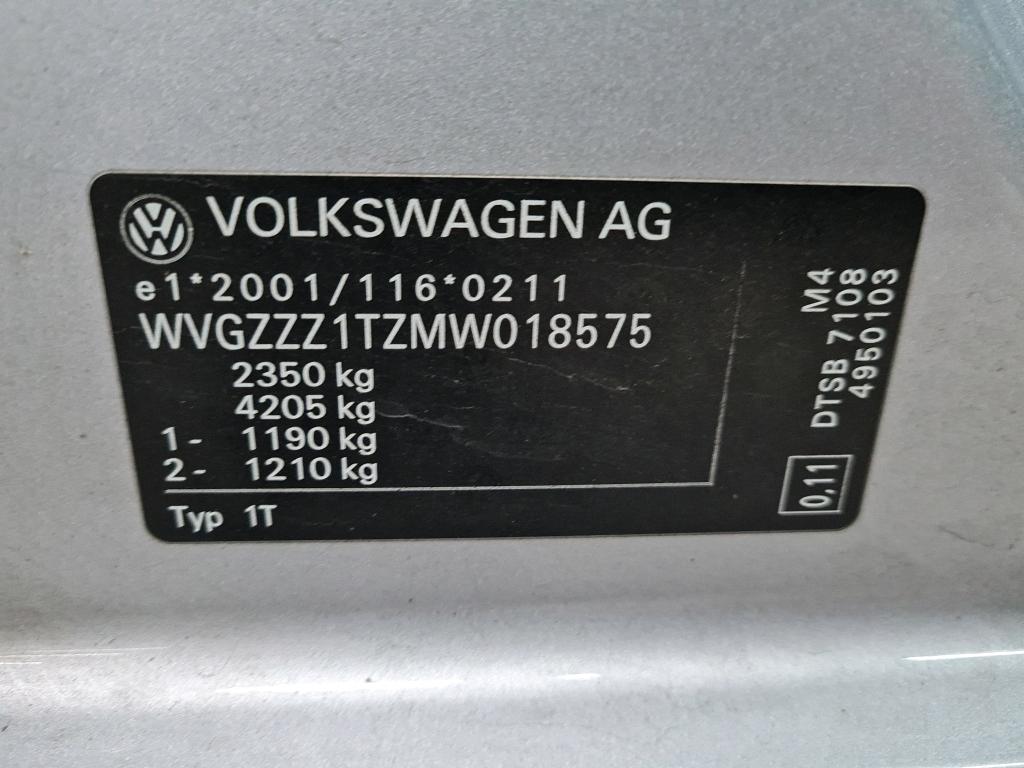 VOLKSWAGEN AG
e1*2001/116*0211
WVGZZZ1TZMW018575
2350 kg
4205 kg
1- 1190 kg
2- 1210 kg
Typ 1T
M4
DTSB 7108
4950103
0,11